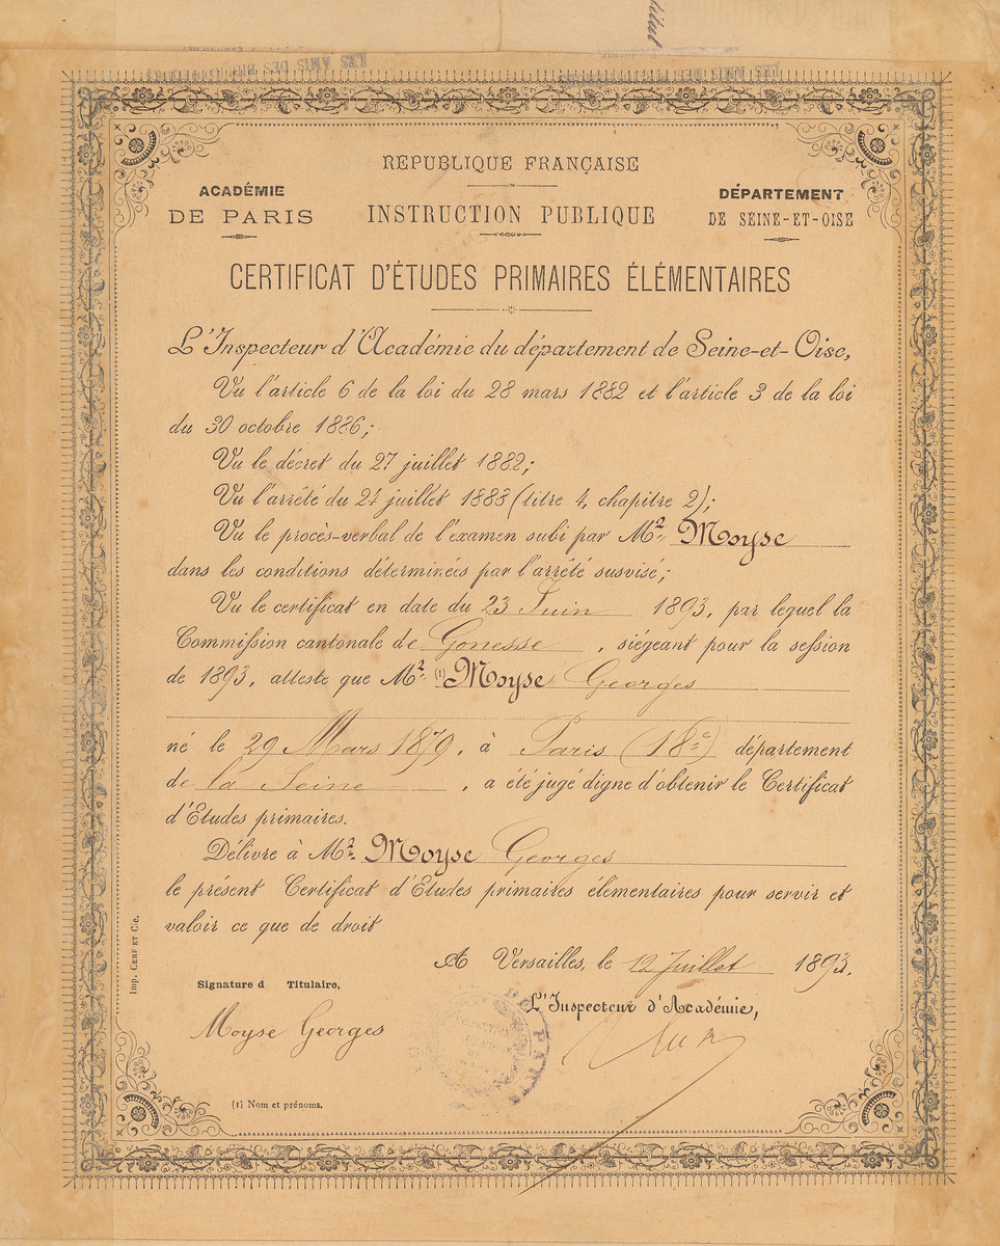 RÉPUBLIQUE FRANÇAISE
ACADÉMIE
DE PARIS
INSTRUCTION PUBLIQUE
DÉPARTEMENT
DE SEINE-ET-OISE
CERTIFICAT D'ÉTUDES PRIMAIRES ÉLÉMENTAIRES
L'Inspecteur d'Académie du département de Seine-et-Oise,
Vu l'article 6 de la loi du 28 mars 1882 et l'article 3 de la loi
du 30 octobre 1886;
Vu le décret du 27 juillet 1882;
Vu l'arrêté du 24 juillet 1883 (titre 4, chapitre 2);
Vu le procès-verbal de l'examen subi par Mr. Moyse
dans les conditions déterminées par l'arrêté susvisé;
Vu le certificat en date du 23 Juin 1893, par lequel la
Commission cantonale de Gonesse, siégeant pour la session
de 1893, atteste que Mr. (1) Moyse Georges
né le 29 Mars 1879, à Paris (18e) département
de la Seine, a été jugé digne d'obtenir le Certificat
d'Etudes primaires.
Délivre à Mr. Moyse Georges
le présent Certificat d'Etudes primaires élémentaires pour servir et
valoir ce que de droit
A Versailles, le 12 Juillet 1893.
Signature d Titulaire,
L'Inspecteur d'Académie,
Moyse Georges
(1) Nom et prénoms.
Imp. CERF ET Cie.